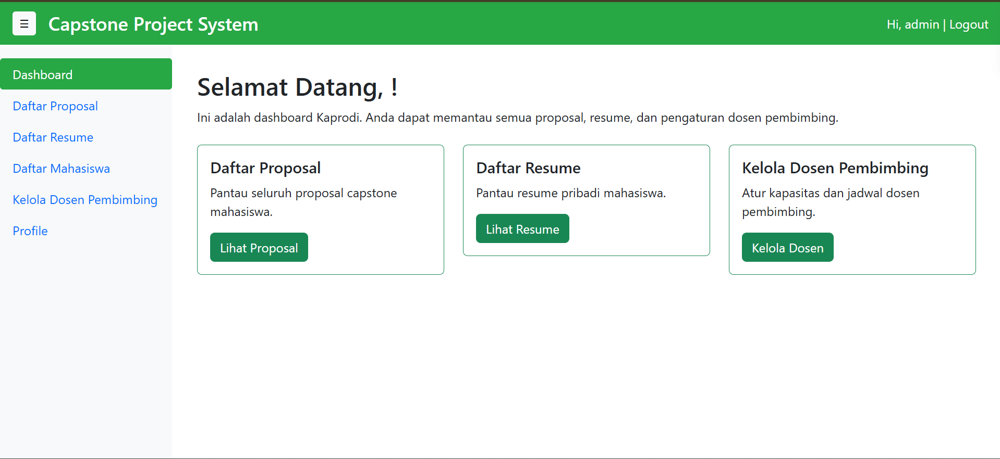 ☰ Capstone Project System
Hi, admin | Logout
Dashboard
Daftar Proposal
Daftar Resume
Daftar Mahasiswa
Kelola Dosen Pembimbing
Profile
Selamat Datang, !
Ini adalah dashboard Kaprodi. Anda dapat memantau semua proposal, resume, dan pengaturan dosen pembimbing.
Daftar Proposal
Pantau seluruh proposal capstone
mahasiswa.
Lihat Proposal
Daftar Resume
Pantau resume pribadi mahasiswa.
Lihat Resume
Kelola Dosen Pembimbing
Atur kapasitas dan jadwal dosen
pembimbing.
Kelola Dosen